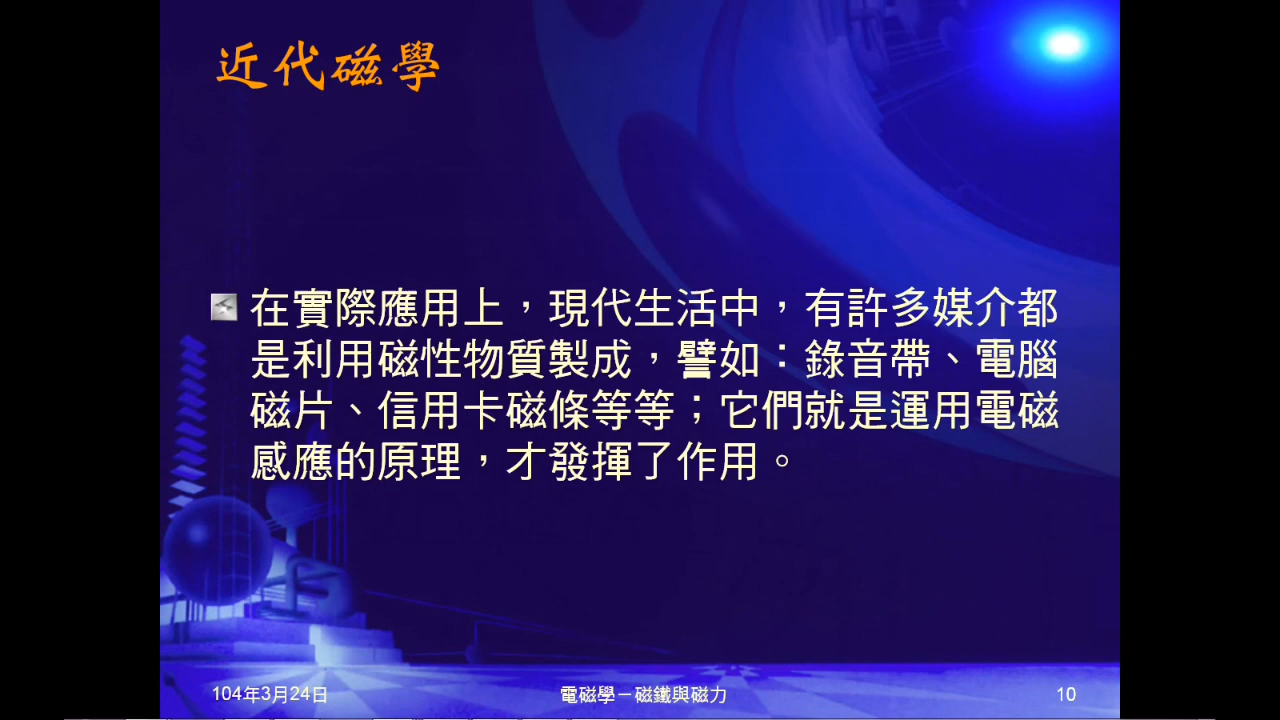 近代磁學
在實際應用上，現代生活中，有許多媒介都
是利用磁性物質製成，譬如：錄音帶、電腦
磁片、信用卡磁條等等；它們就是運用電磁
感應的原理，才發揮了作用。
104年3月24日
電磁學－磁鐵與磁力
10